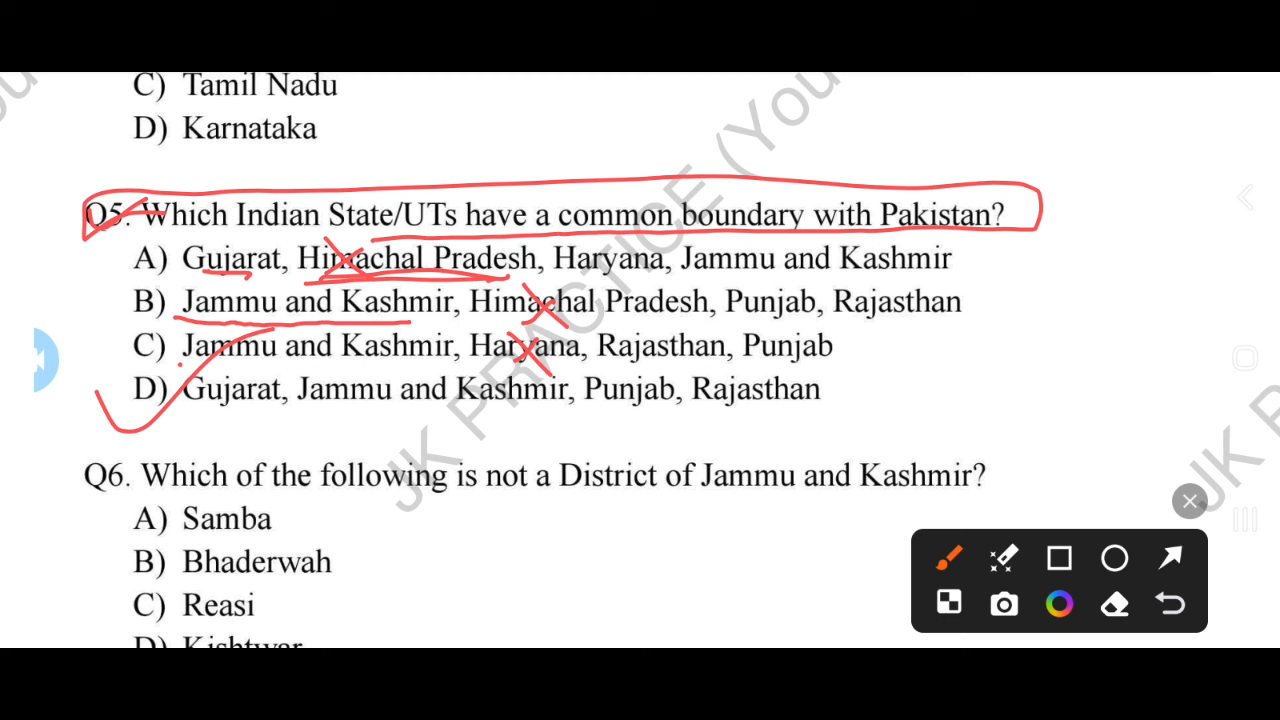 C) Tamil Nadu
D) Karnataka
Q5. Which Indian State/UTs have a common boundary with Pakistan?
A) Gujarat, Himachal Pradesh, Haryana, Jammu and Kashmir
B) Jammu and Kashmir, Himachal Pradesh, Punjab, Rajasthan
C) Jammu and Kashmir, Haryana, Rajasthan, Punjab
D) Gujarat, Jammu and Kashmir, Punjab, Rajasthan
Q6. Which of the following is not a District of Jammu and Kashmir?
A) Samba
B) Bhaderwah
C) Reasi
D) Kishtwar
JK PRACTICE (You